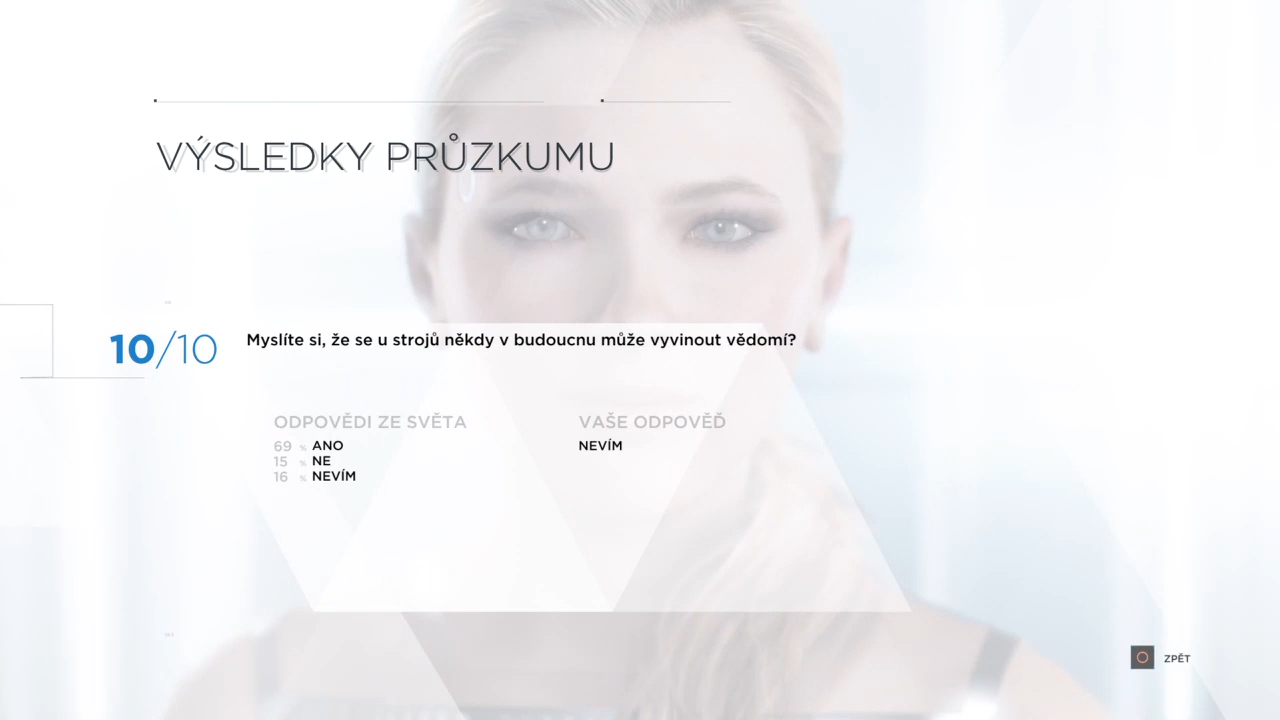 VÝSLEDKY PRŮZKUMU
10/10
Myslíte si, že se u strojů někdy v budoucnu může vyvinout vědomí?
ODPOVĚDI ZE SVĚTA
69 % ANO
15 % NE
16 % NEVÍM
VAŠE ODPOVĚĎ
NEVÍM
ZPĚT